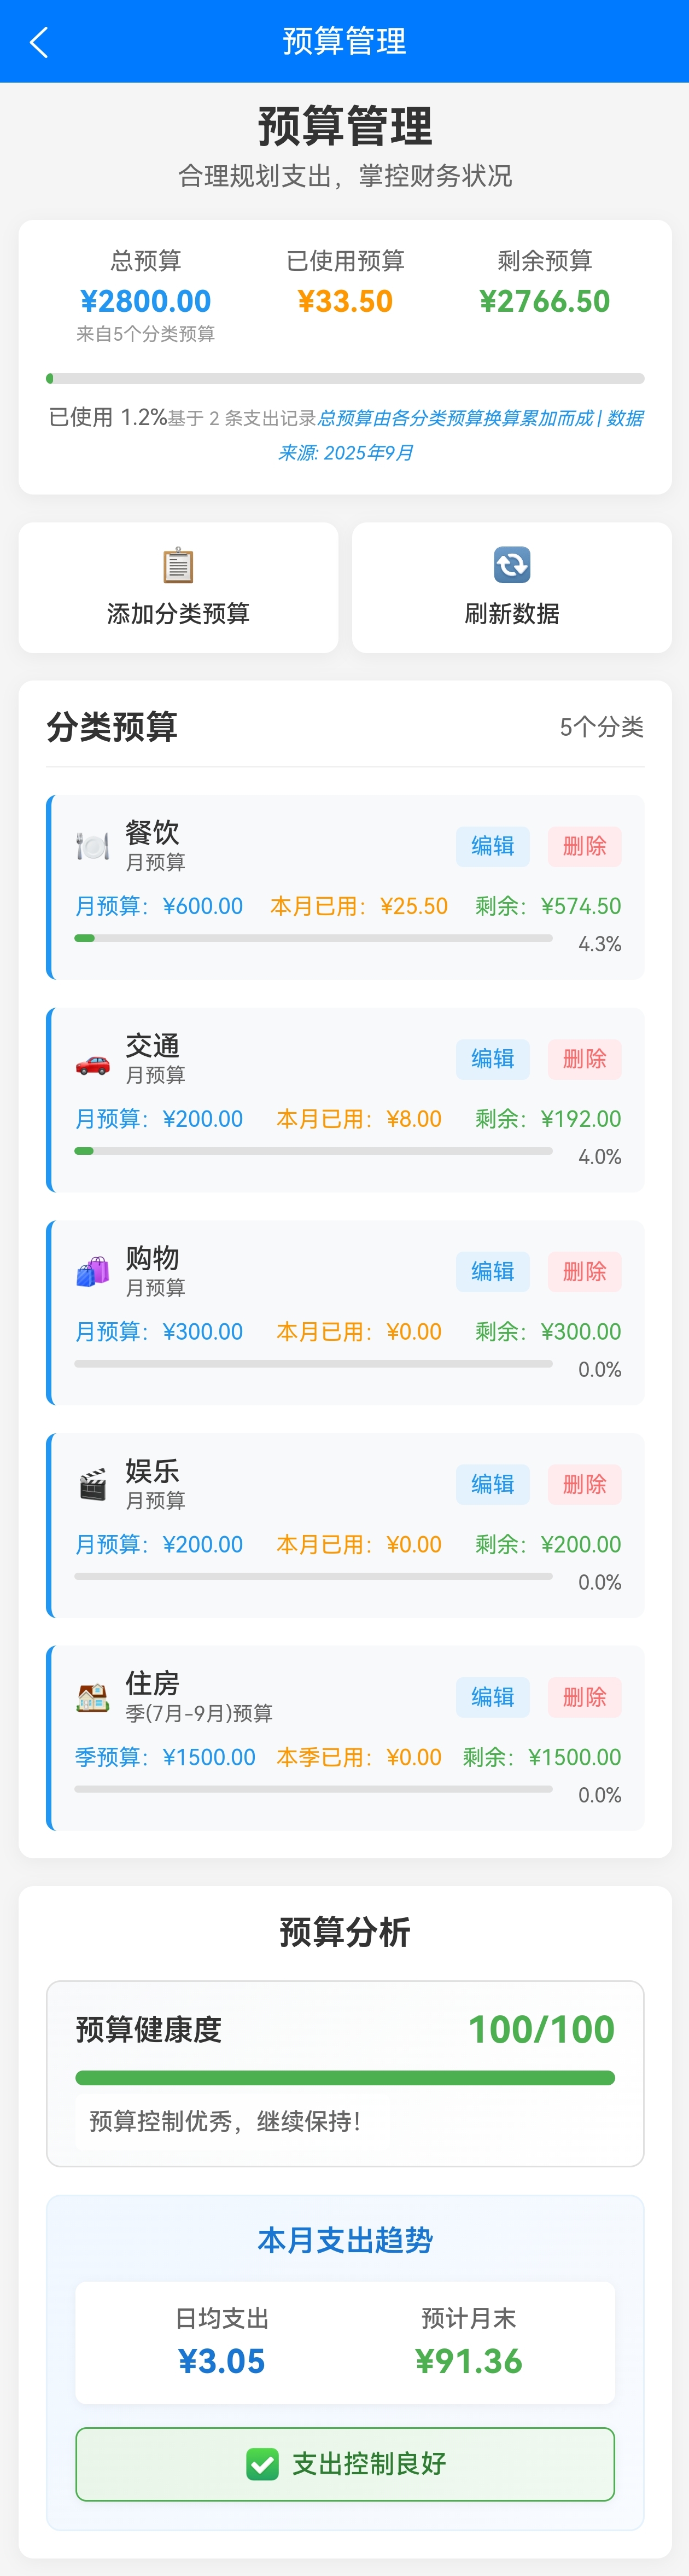 预算管理
预算管理
合理规划支出，掌控财务状况
总预算 已使用预算 剩余预算
¥2800.00 ¥33.50 ¥2766.50
来自5个分类预算
已使用 1.2%基于 2 条支出记录总预算由各分类预算换算累加而成 | 数据
来源: 2025年9月
添加分类预算 刷新数据
分类预算 5个分类
餐饮
月预算
编辑 删除
月预算：¥600.00 本月已用：¥25.50 剩余：¥574.50
4.3%
交通
月预算
编辑 删除
月预算：¥200.00 本月已用：¥8.00 剩余：¥192.00
4.0%
购物
月预算
编辑 删除
月预算：¥300.00 本月已用：¥0.00 剩余：¥300.00
0.0%
娱乐
月预算
编辑 删除
月预算：¥200.00 本月已用：¥0.00 剩余：¥200.00
0.0%
住房
季(7月-9月)预算
编辑 删除
季预算：¥1500.00 本季已用：¥0.00 剩余：¥1500.00
0.0%
预算分析
预算健康度 100/100
预算控制优秀，继续保持！
本月支出趋势
日均支出 预计月末
¥3.05 ¥91.36
支出控制良好